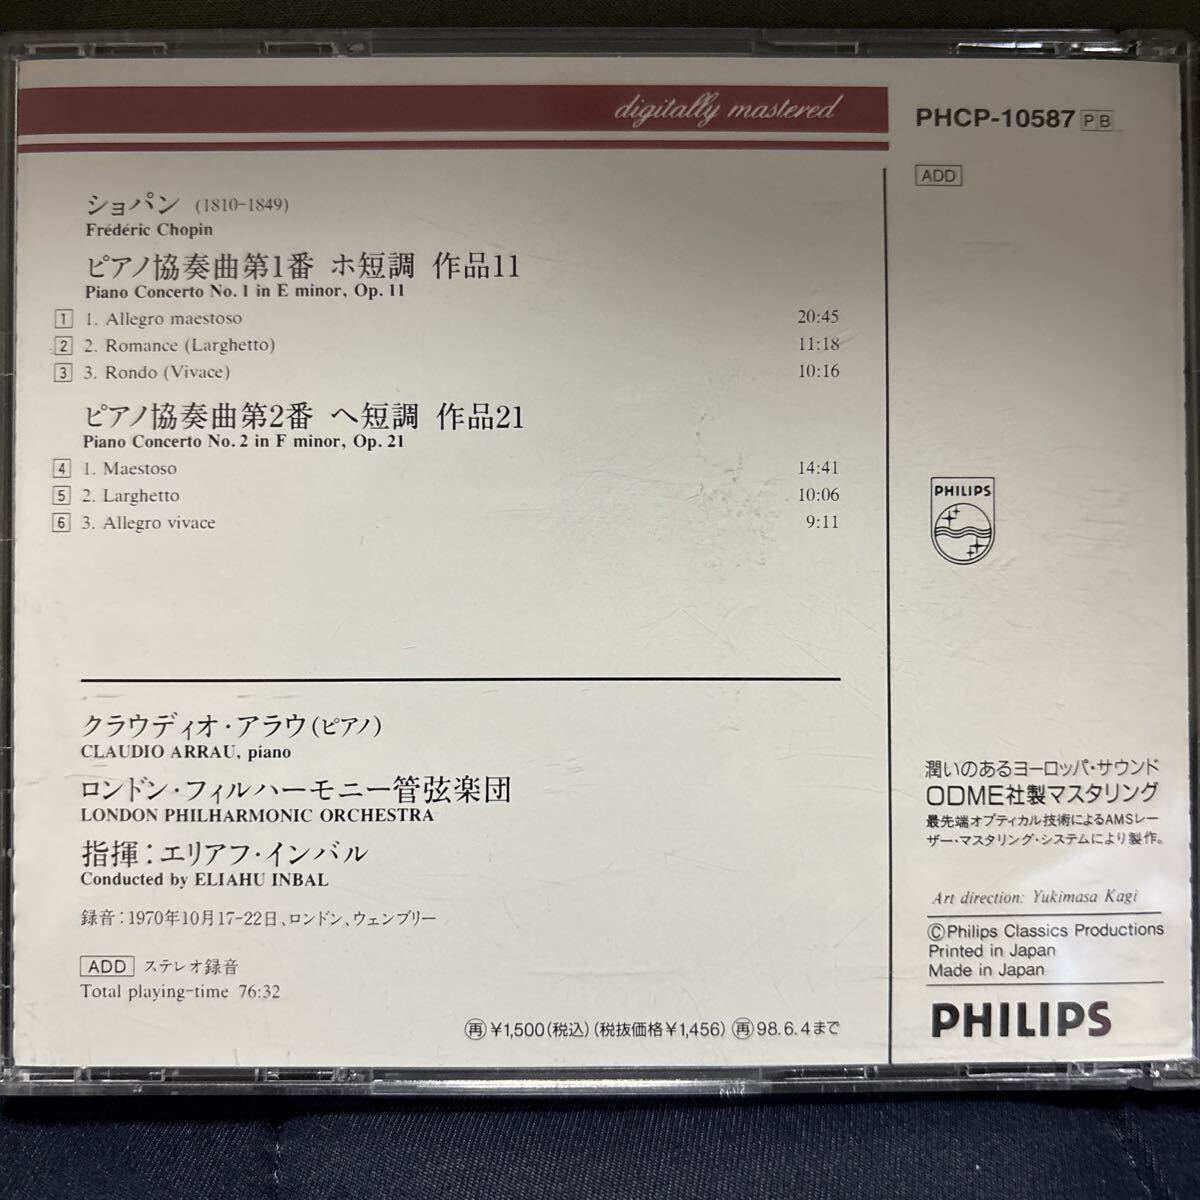 digitally mastered
PHCP-10587 PB
ADD
ショパン (1810-1849)
Frédéric Chopin
ピアノ協奏曲第1番 ホ短調 作品11
Piano Concerto No. 1 in E minor, Op. 11
1 1. Allegro maestoso 20:45
2 2. Romance (Larghetto) 11:18
3 3. Rondo (Vivace) 10:16
ピアノ協奏曲第2番 ヘ短調 作品21
Piano Concerto No. 2 in F minor, Op. 21
4 1. Maestoso 14:41
5 2. Larghetto 10:06
6 3. Allegro vivace 9:11
クラウディオ・アラウ(ピアノ)
CLAUDIO ARRAU, piano
ロンドン・フィルハーモニー管弦楽団
LONDON PHILHARMONIC ORCHESTRA
指揮:エリアフ・インバル
Conducted by ELIAHU INBAL
録音:1970年10月17-22日、ロンドン、ウェンブリー
ADD ステレオ録音
Total playing-time 76:32
㊢¥1,500(税込)(税抜価格¥1,456) 再98.6.4まで
PHILIPS
潤いのあるヨーロッパ・サウンド
ODME社製マスタリング
最先端オプティカル技術によるAMSレー
ザー・マスタリング・システムにより製作。
Art direction: Yukimasa Kagi
©Philips Classics Productions
Printed in Japan
Made in Japan
PHILIPS